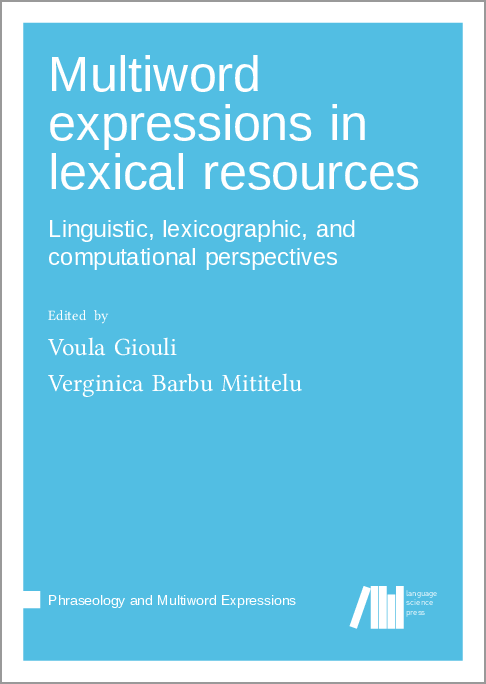 Multiword
expressions in
lexical resources
Linguistic, lexicographic, and
computational perspectives
Edited by
Voula Giouli
Verginica Barbu Mititelu
Phraseology and Multiword Expressions
language
science
press